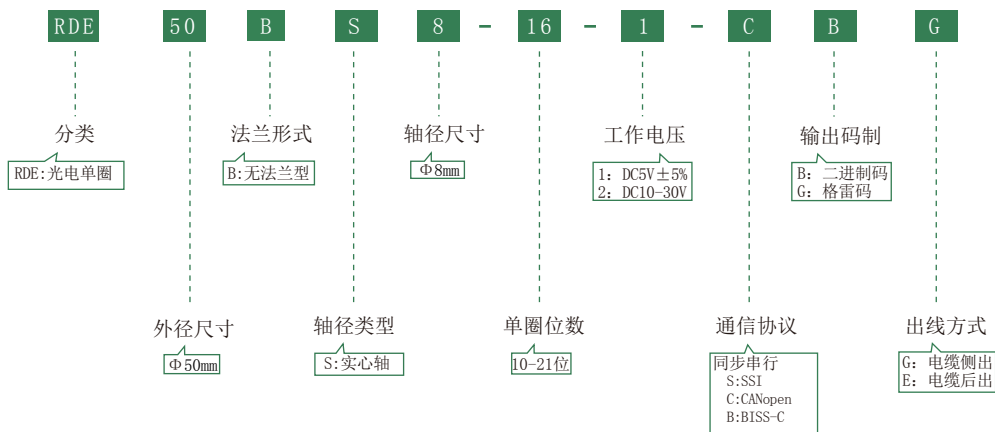 RDE 50 B S 8 - 16 - 1 - C B G
分类
RDE:光电单圈
法兰形式
B:无法兰型
轴径尺寸
Φ8mm
工作电压
1: DC5V±5%
2: DC10-30V
输出码制
B: 二进制码
G: 格雷码
外径尺寸
Φ50mm
轴径类型
S:实心轴
单圈位数
10-21位
通信协议
同步串行
S:SSI
C:CANopen
B:BISS-C
出线方式
G: 电缆侧出
E: 电缆后出